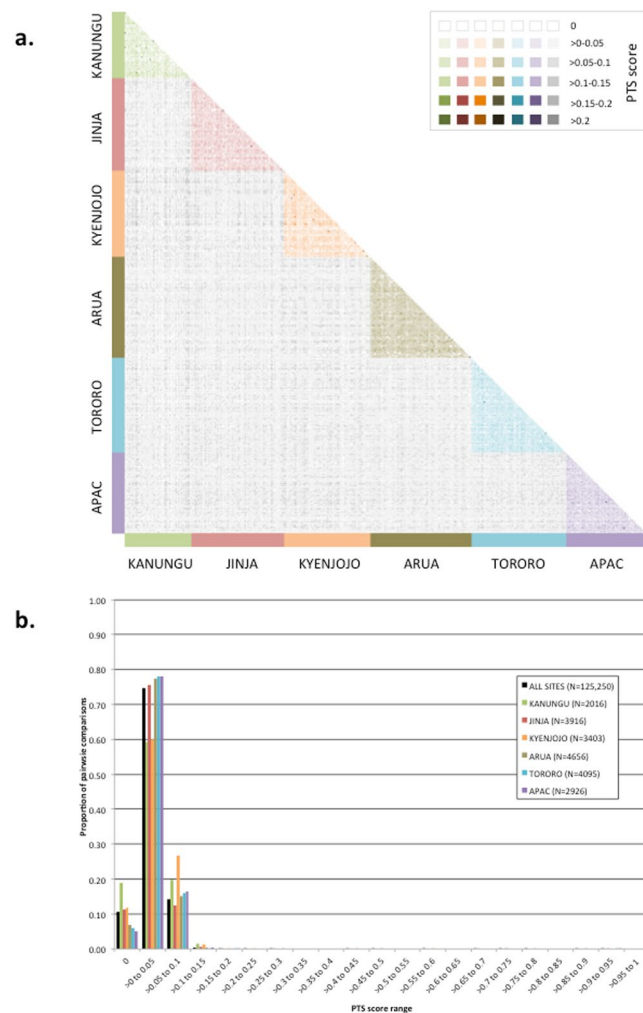 a.
KANUNGU
JINJA
KYENJOJO
ARUA
TORORO
APAC
0
>0-0.05
>0.05-0.1
>0.1-0.15
>0.15-0.2
>0.2
PTS score
KANUNGU JINJA KYENJOJO ARUA TORORO APAC
b.
1.00
0.90
0.80
0.70
0.60
0.50
0.40
0.30
0.20
0.10
0.00
Proportion of pairwsie comparisons
ALL SITES (N=125,250)
KANUNGU (N=2016)
JINJA (N=3916)
KYENJOJO (N=3403)
ARUA (N=4656)
TORORO (N=4095)
APAC (N=2926)
0
>0 to 0.05
>0.05 to 0.1
>0.1 to 0.15
>0.15 to 0.2
>0.2 to 0.25
>0.25 to 0.3
>0.3 to 0.35
>0.35 to 0.4
>0.4 to 0.45
>0.45 to 0.5
>0.5 to 0.55
>0.55 to 0.6
>0.6 to 0.65
>0.65 to 0.7
>0.7 to 0.75
>0.75 to 0.8
>0.8 to 0.85
>0.85 to 0.9
>0.9 to 0.95
>0.95 to 1
PTS score range